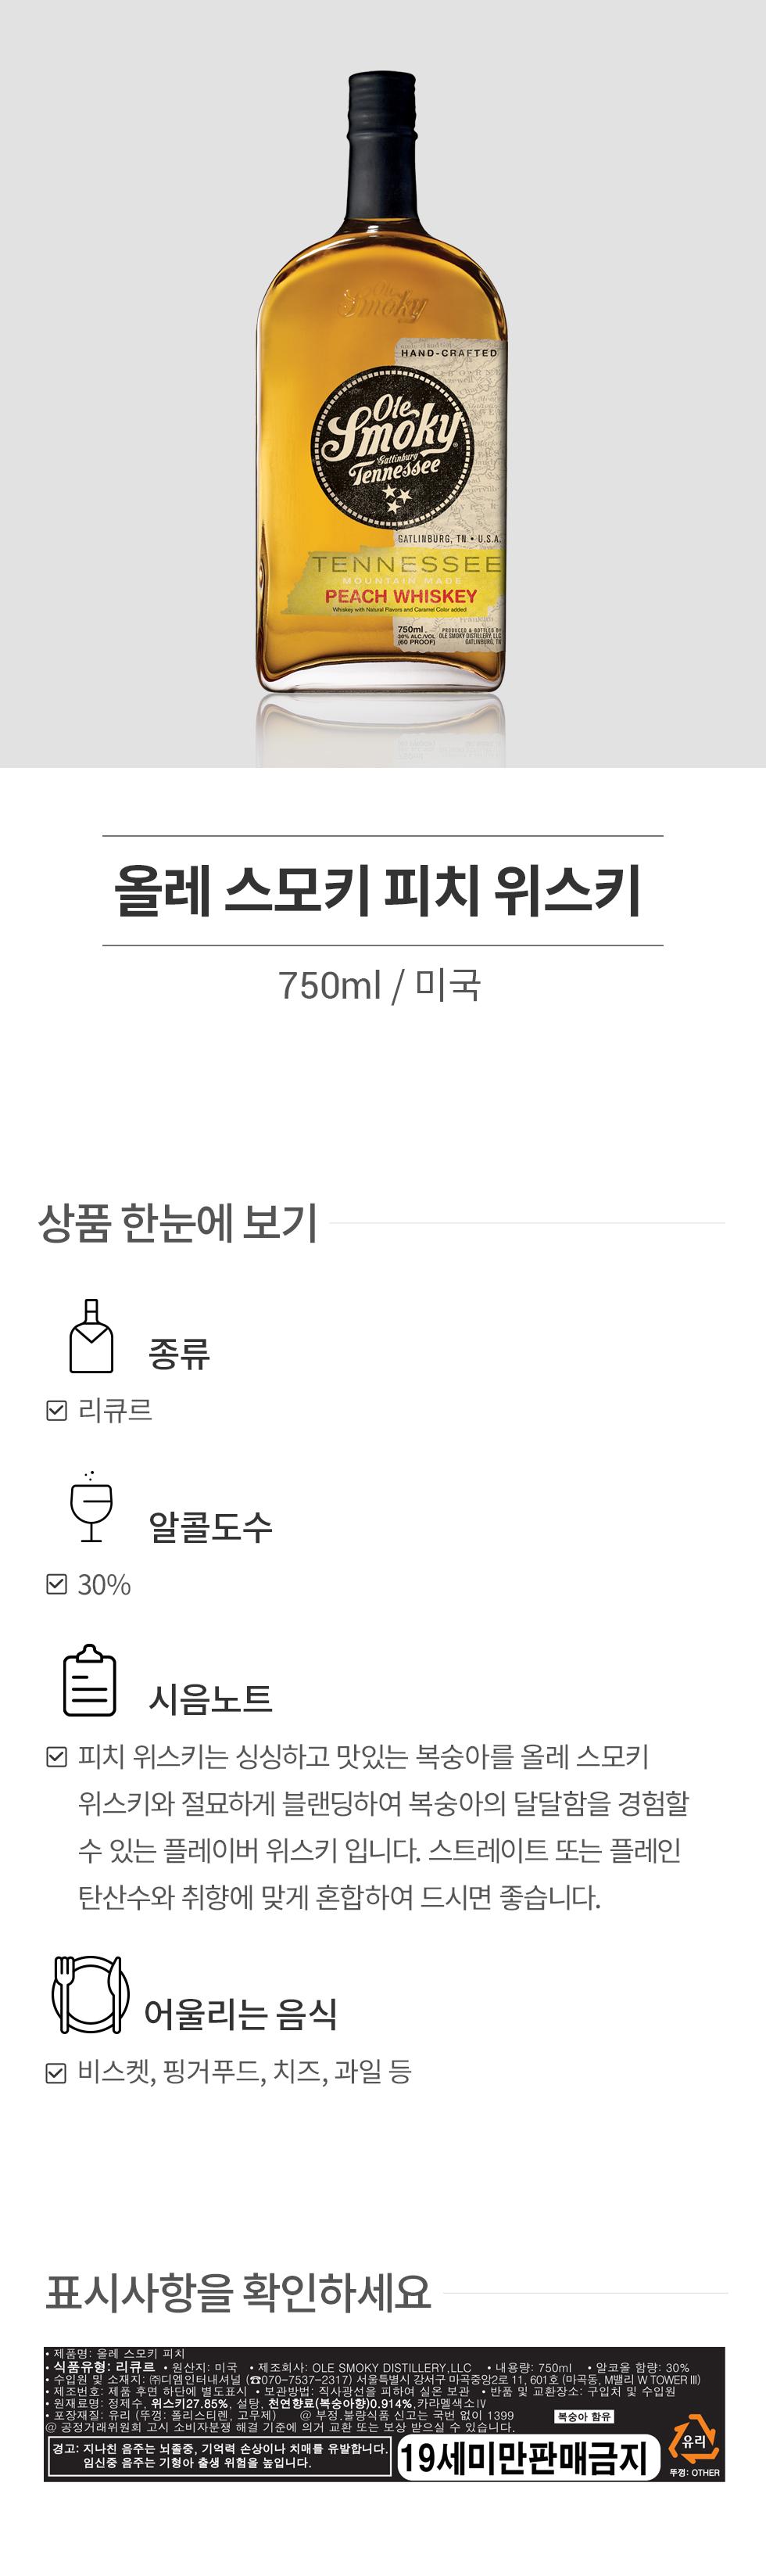 Ole
Smoky
HAND-CRAFTED
Ole
Smoky
Gatlinburg
Tennessee
GATLINBURG, TN • U.S.A.
TENNESSEE
MOUNTAIN MADE
PEACH WHISKEY
Whiskey with Natural Flavors and Caramel Color added
750ml
30% ALC./VOL.
(60 PROOF)
PRODUCED & BOTTLED BY
OLE SMOKY DISTILLERY, LLC
GATLINBURG, TN
올레 스모키 피치 위스키
750ml / 미국
상품 한눈에 보기
종류
리큐르
알콜도수
30%
시음노트
피치 위스키는 싱싱하고 맛있는 복숭아를 올레 스모키
위스키와 절묘하게 블랜딩하여 복숭아의 달달함을 경험할
수 있는 플레이버 위스키 입니다. 스트레이트 또는 플레인
탄산수와 취향에 맞게 혼합하여 드시면 좋습니다.
어울리는 음식
비스켓, 핑거푸드, 치즈, 과일 등
표시사항을 확인하세요
• 제품명: 올레 스모키 피치
• 식품유형: 리큐르 • 원산지: 미국 • 제조회사: OLE SMOKY DISTILLERY,LLC • 내용량: 750ml • 알코올 함량: 30%
• 수입원 및 소재지: ㈜디엠인터내셔널 (☎070-7537-2317) 서울특별시 강서구 마곡중앙2로 11, 601호 (마곡동, M밸리 W TOWER Ⅲ)
• 제조번호: 제품 후면 하단에 별도표시 • 보관방법: 직사광선을 피하여 실온 보관 • 반품 및 교환장소: 구입처 및 수입원
• 원재료명: 정제수, 위스키27.85%, 설탕, 천연향료(복숭아향)0.914%,카라멜색소Ⅳ
• 포장재질: 유리 (뚜껑: 폴리스티렌, 고무제) @ 부정.불량식품 신고는 국번 없이 1399 복숭아 함유
@ 공정거래위원회 고시 소비자분쟁 해결 기준에 의거 교환 또는 보상 받으실 수 있습니다.
경고: 지나친 음주는 뇌졸중, 기억력 손상이나 치매를 유발합니다.
임신중 음주는 기형아 출생 위험을 높입니다.
19세미만판매금지
유리
뚜껑: OTHER